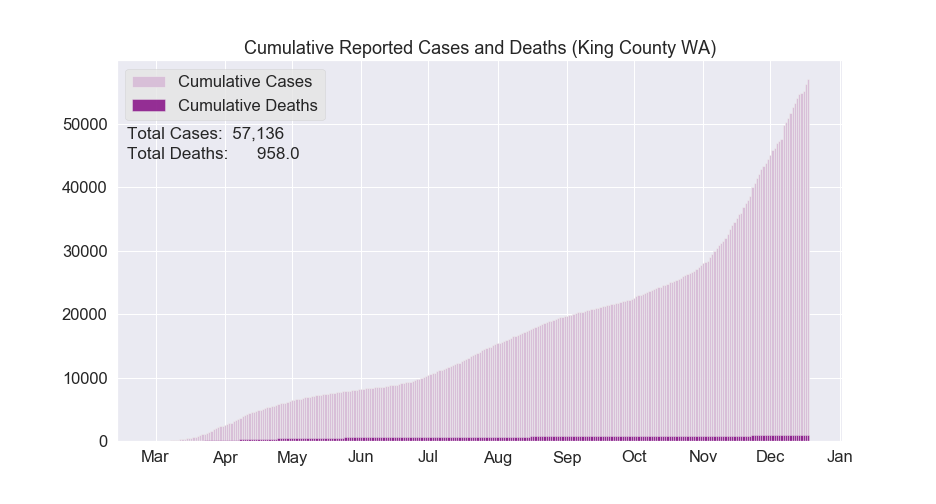 Cumulative Reported Cases and Deaths (King County WA)
Cumulative Cases
Cumulative Deaths
Total Cases: 57,136
Total Deaths: 958.0
50000
40000
30000
20000
10000
0
Mar Apr May Jun Jul Aug Sep Oct Nov Dec Jan